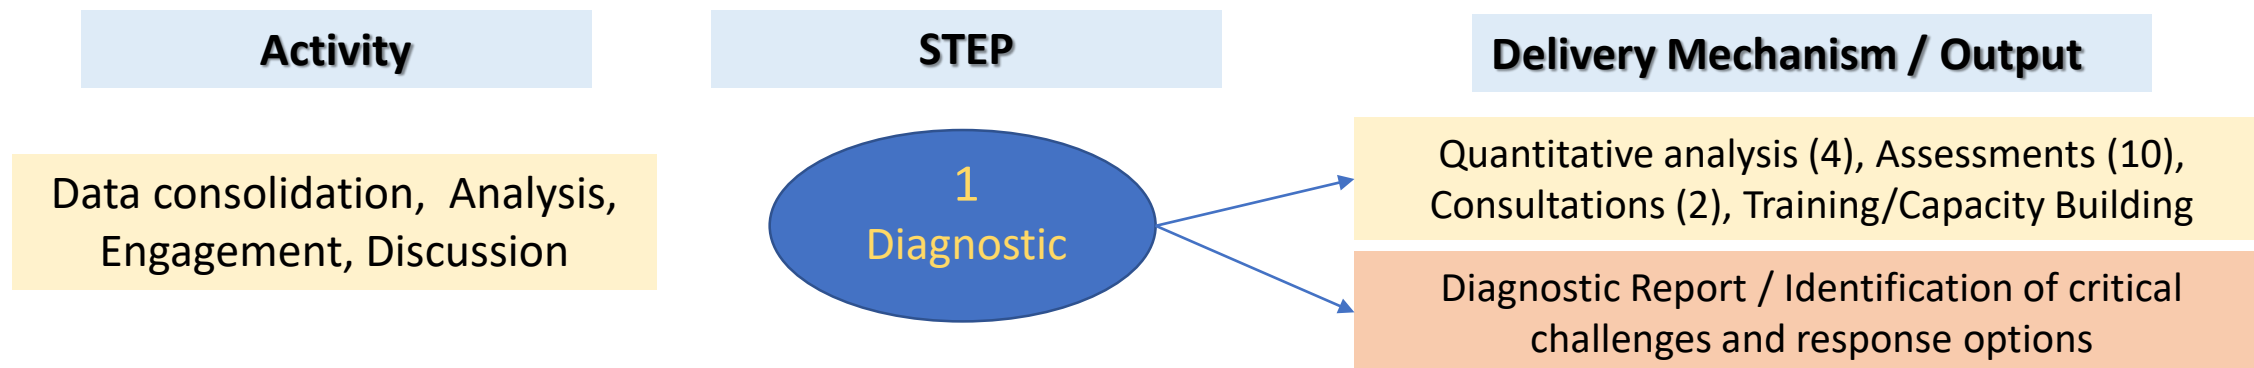 Activity
STEP
Delivery Mechanism / Output
Data consolidation,  Analysis,
Engagement, Discussion
1
Diagnostic
Quantitative analysis (4), Assessments (10),
Consultations (2), Training/Capacity Building
Diagnostic Report / Identification of critical
challenges and response options